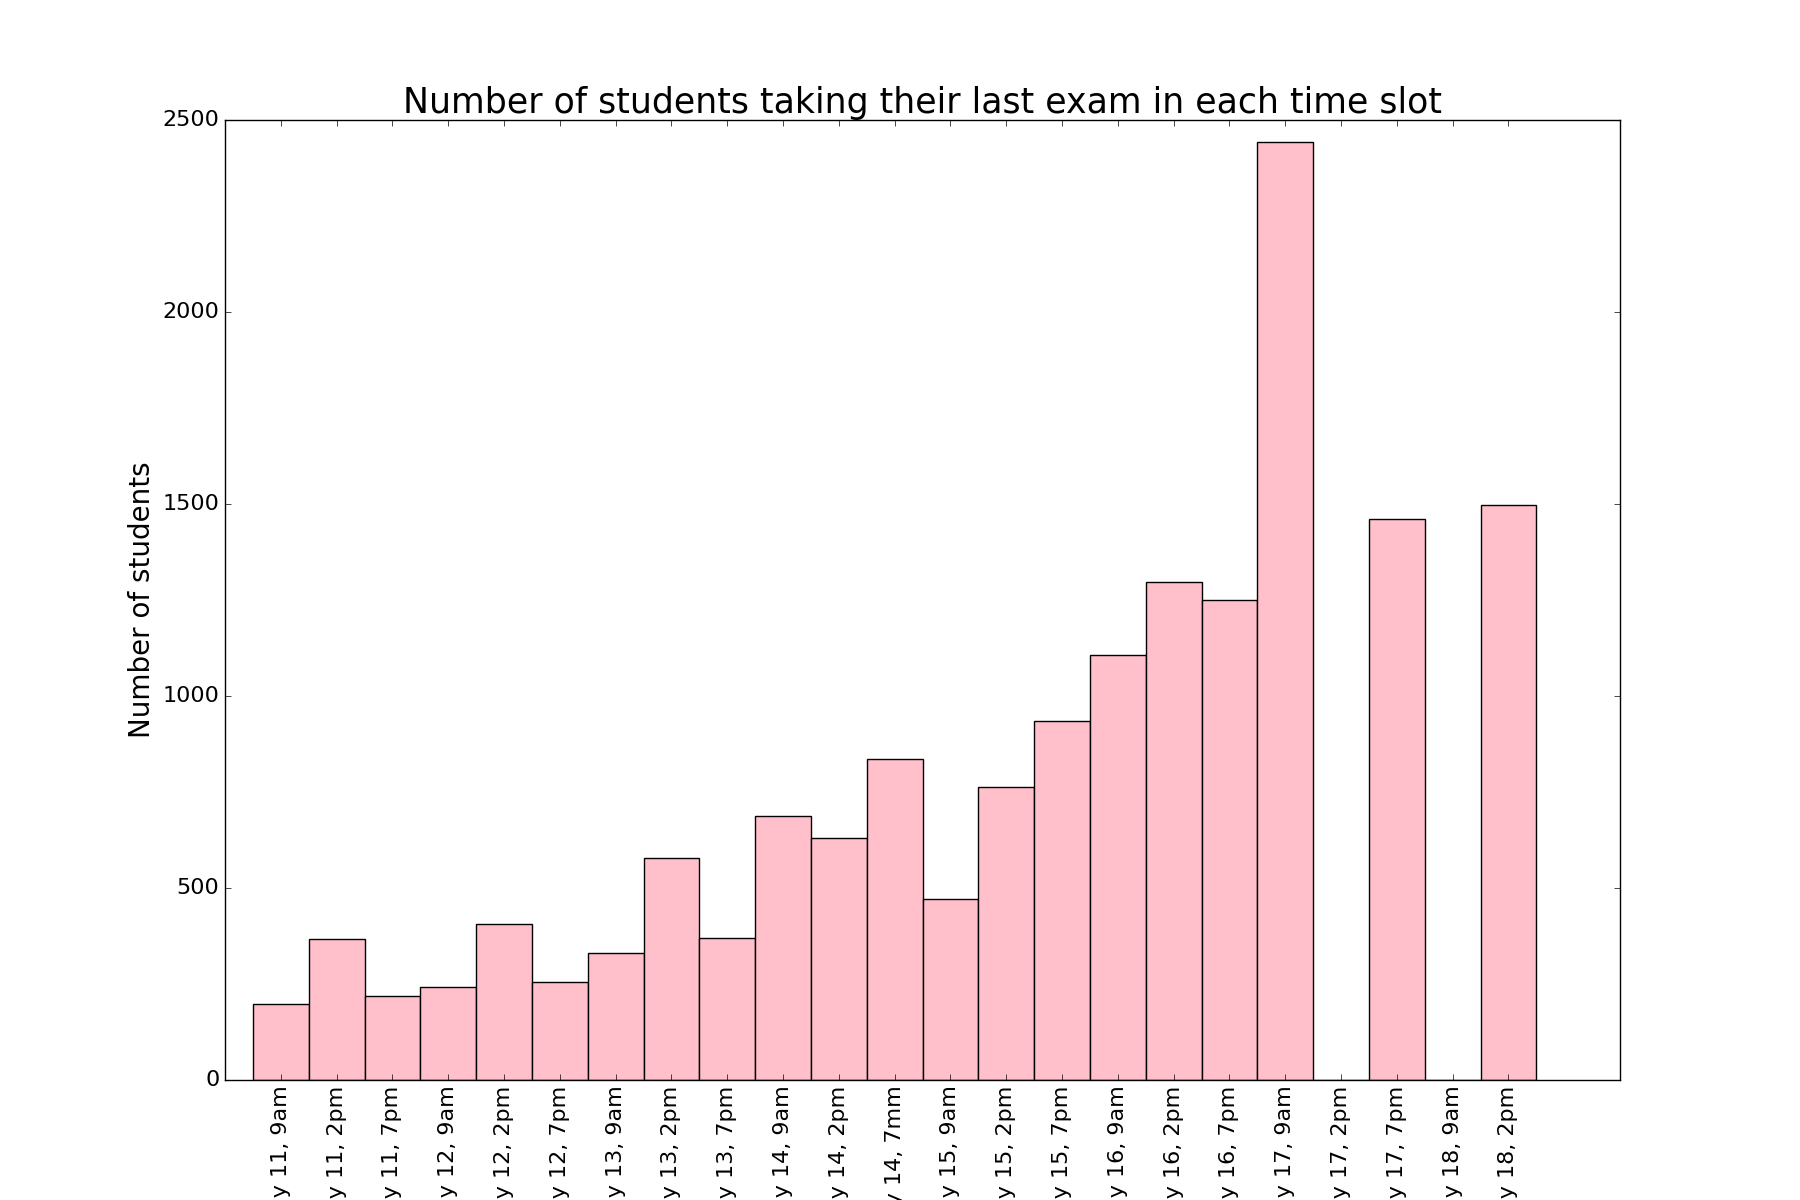 Number of students taking their last exam in each time slot
Number of students
2500
2000
1500
1000
500
0
y 11, 9am
y 11, 2pm
y 11, 7pm
y 12, 9am
y 12, 2pm
y 12, 7pm
y 13, 9am
y 13, 2pm
y 13, 7pm
y 14, 9am
y 14, 2pm
y 14, 7mm
y 15, 9am
y 15, 2pm
y 15, 7pm
y 16, 9am
y 16, 2pm
y 16, 7pm
y 17, 9am
y 17, 2pm
y 17, 7pm
y 18, 9am
y 18, 2pm